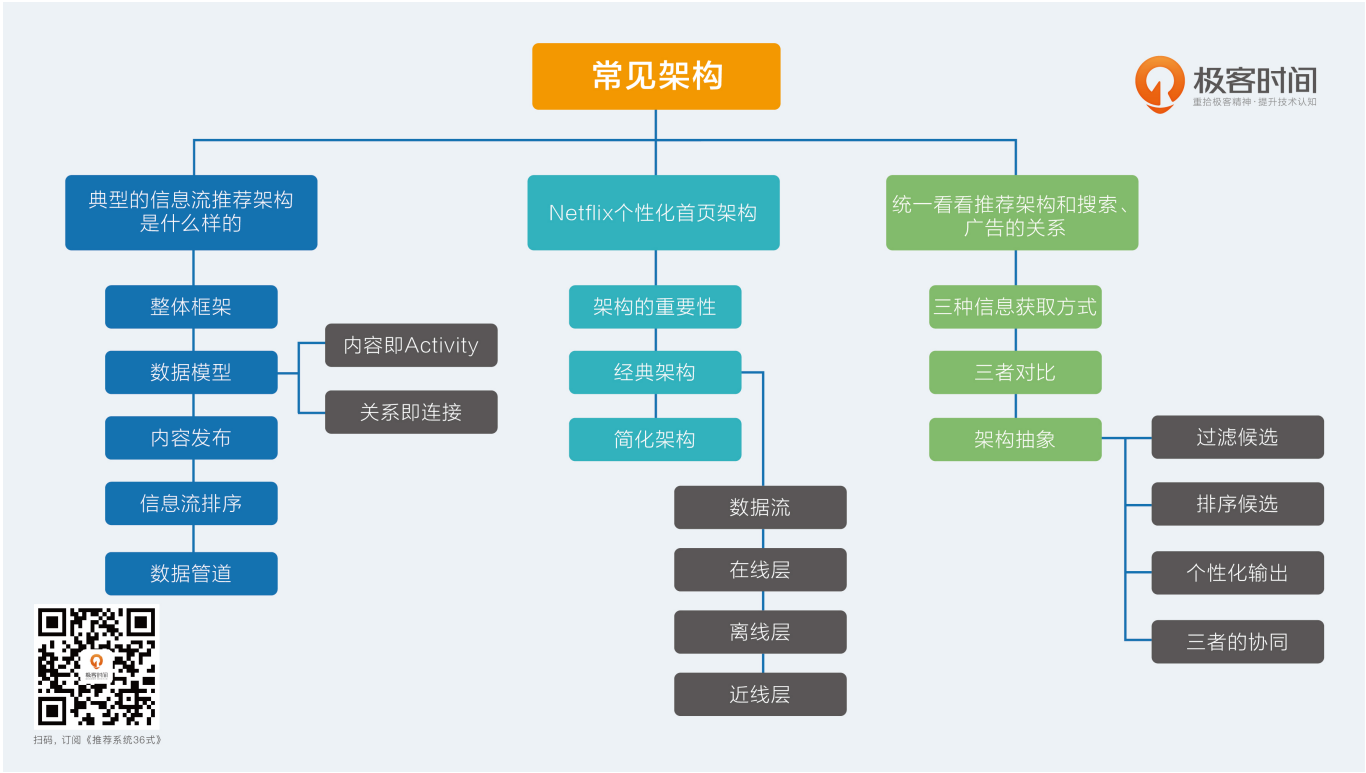 常见架构
极客时间
重拾极客精神·提升技术认知
典型的信息流推荐架构
是什么样的
整体框架
数据模型
内容即Activity
关系即连接
内容发布
信息流排序
数据管道
Netflix个性化首页架构
架构的重要性
经典架构
简化架构
数据流
在线层
离线层
近线层
统一看看推荐架构和搜索、
广告的关系
三种信息获取方式
三者对比
架构抽象
过滤候选
排序候选
个性化输出
三者的协同
极客时间
扫码，订阅《推荐系统36式》